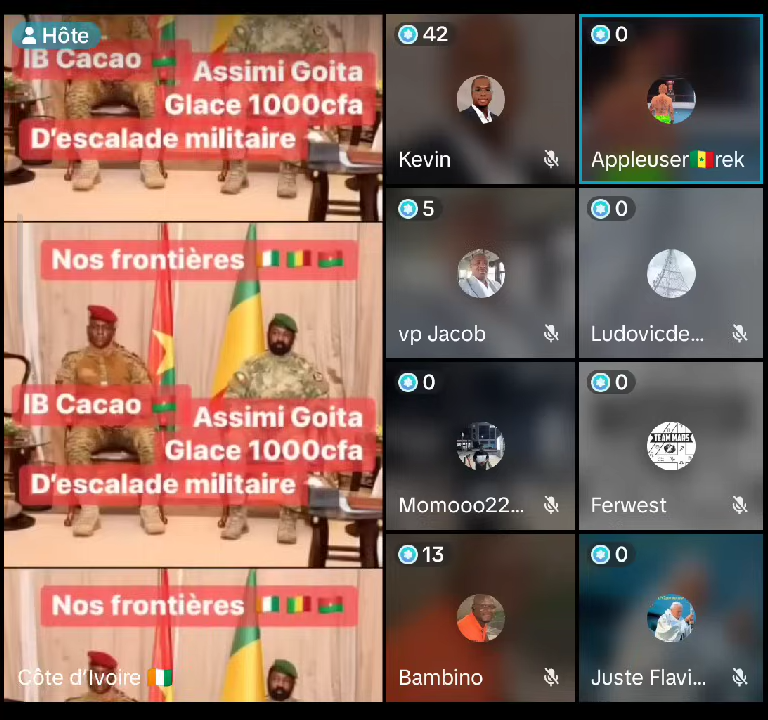 Hôte
IB Cacao 🇧🇫
Assimi Goita
Glace 1000cfa
D'escalade militaire
Nos frontières 🇨🇮 🇲🇱 🇧🇫
IB Cacao 🇧🇫
Assimi Goita
Glace 1000cfa
D'escalade militaire
Nos frontières 🇨🇮 🇲🇱 🇧🇫
Côte d'Ivoire 🇨🇮
42
Kevin
0
Appleuser🇸🇳rek
5
vp Jacob
0
Ludovicde...
0
Momooo22...
0
TEAM MARS
Ferwest
13
Bambino
0
Juste Flavi...